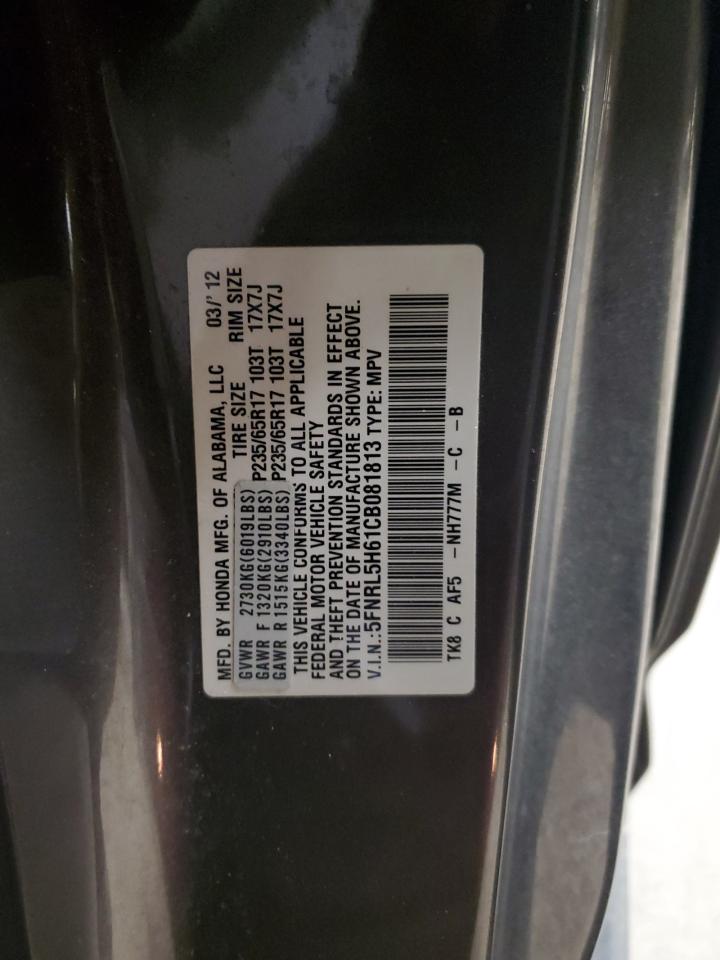 MFD. BY HONDA MFG. OF ALABAMA, LLC 03/'12
TIRE SIZE RIM SIZE
GVWR 2730KG(6019LBS)
GAWR F 1320KG(2910LBS) P235/65R17 103T 17X7J
GAWR R 1515KG(3340LBS) P235/65R17 103T 17X7J
THIS VEHICLE CONFORMS TO ALL APPLICABLE
FEDERAL MOTOR VEHICLE SAFETY
AND THEFT PREVENTION STANDARDS IN EFFECT
ON THE DATE OF MANUFACTURE SHOWN ABOVE.
V.I.N.:5FNRL5H61CB081813 TYPE: MPV
TK8 C AF5 -NH777M -C -B